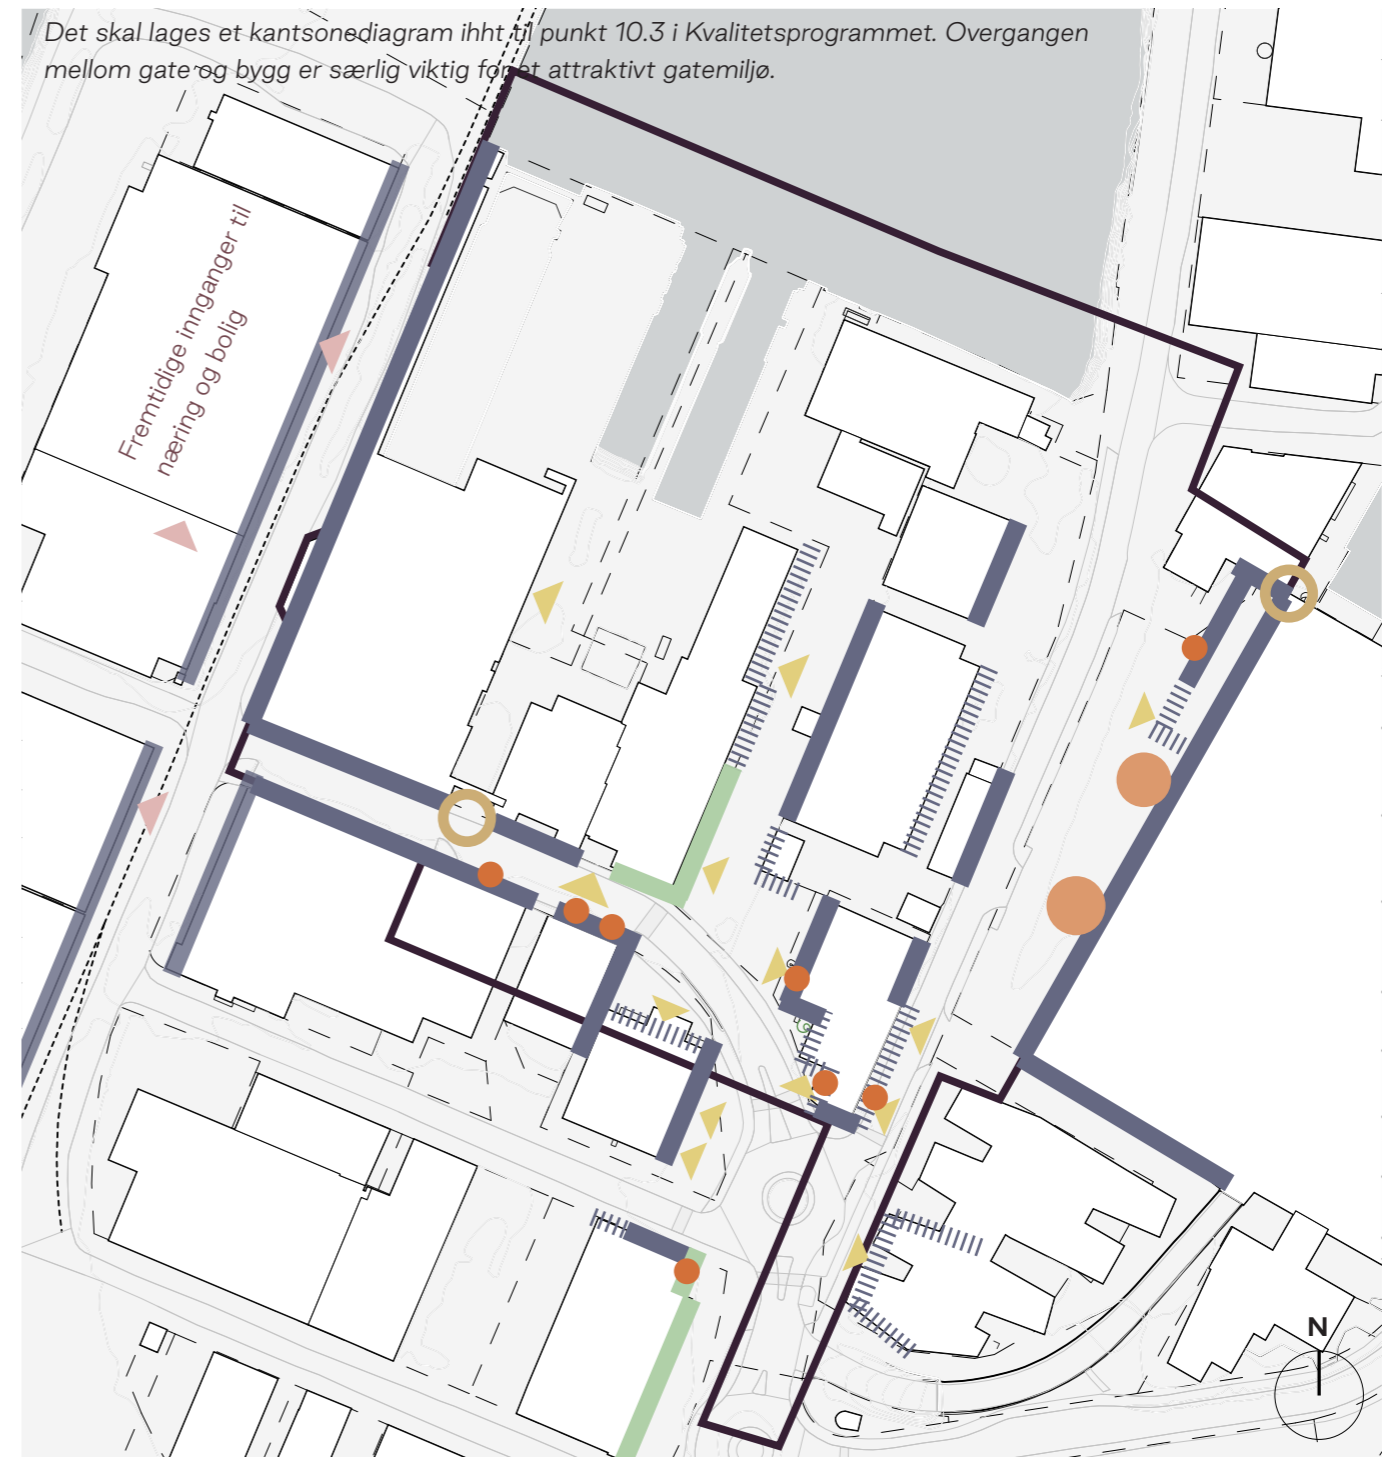 Det skal lages et kantsonediagram ihht til punkt 10.3 i Kvalitetsprogrammet. Overgangen
mellom gate og bygg er særlig viktig for et attraktivt gatemiljø.
Fremtidige innganger til
næring og bolig
N